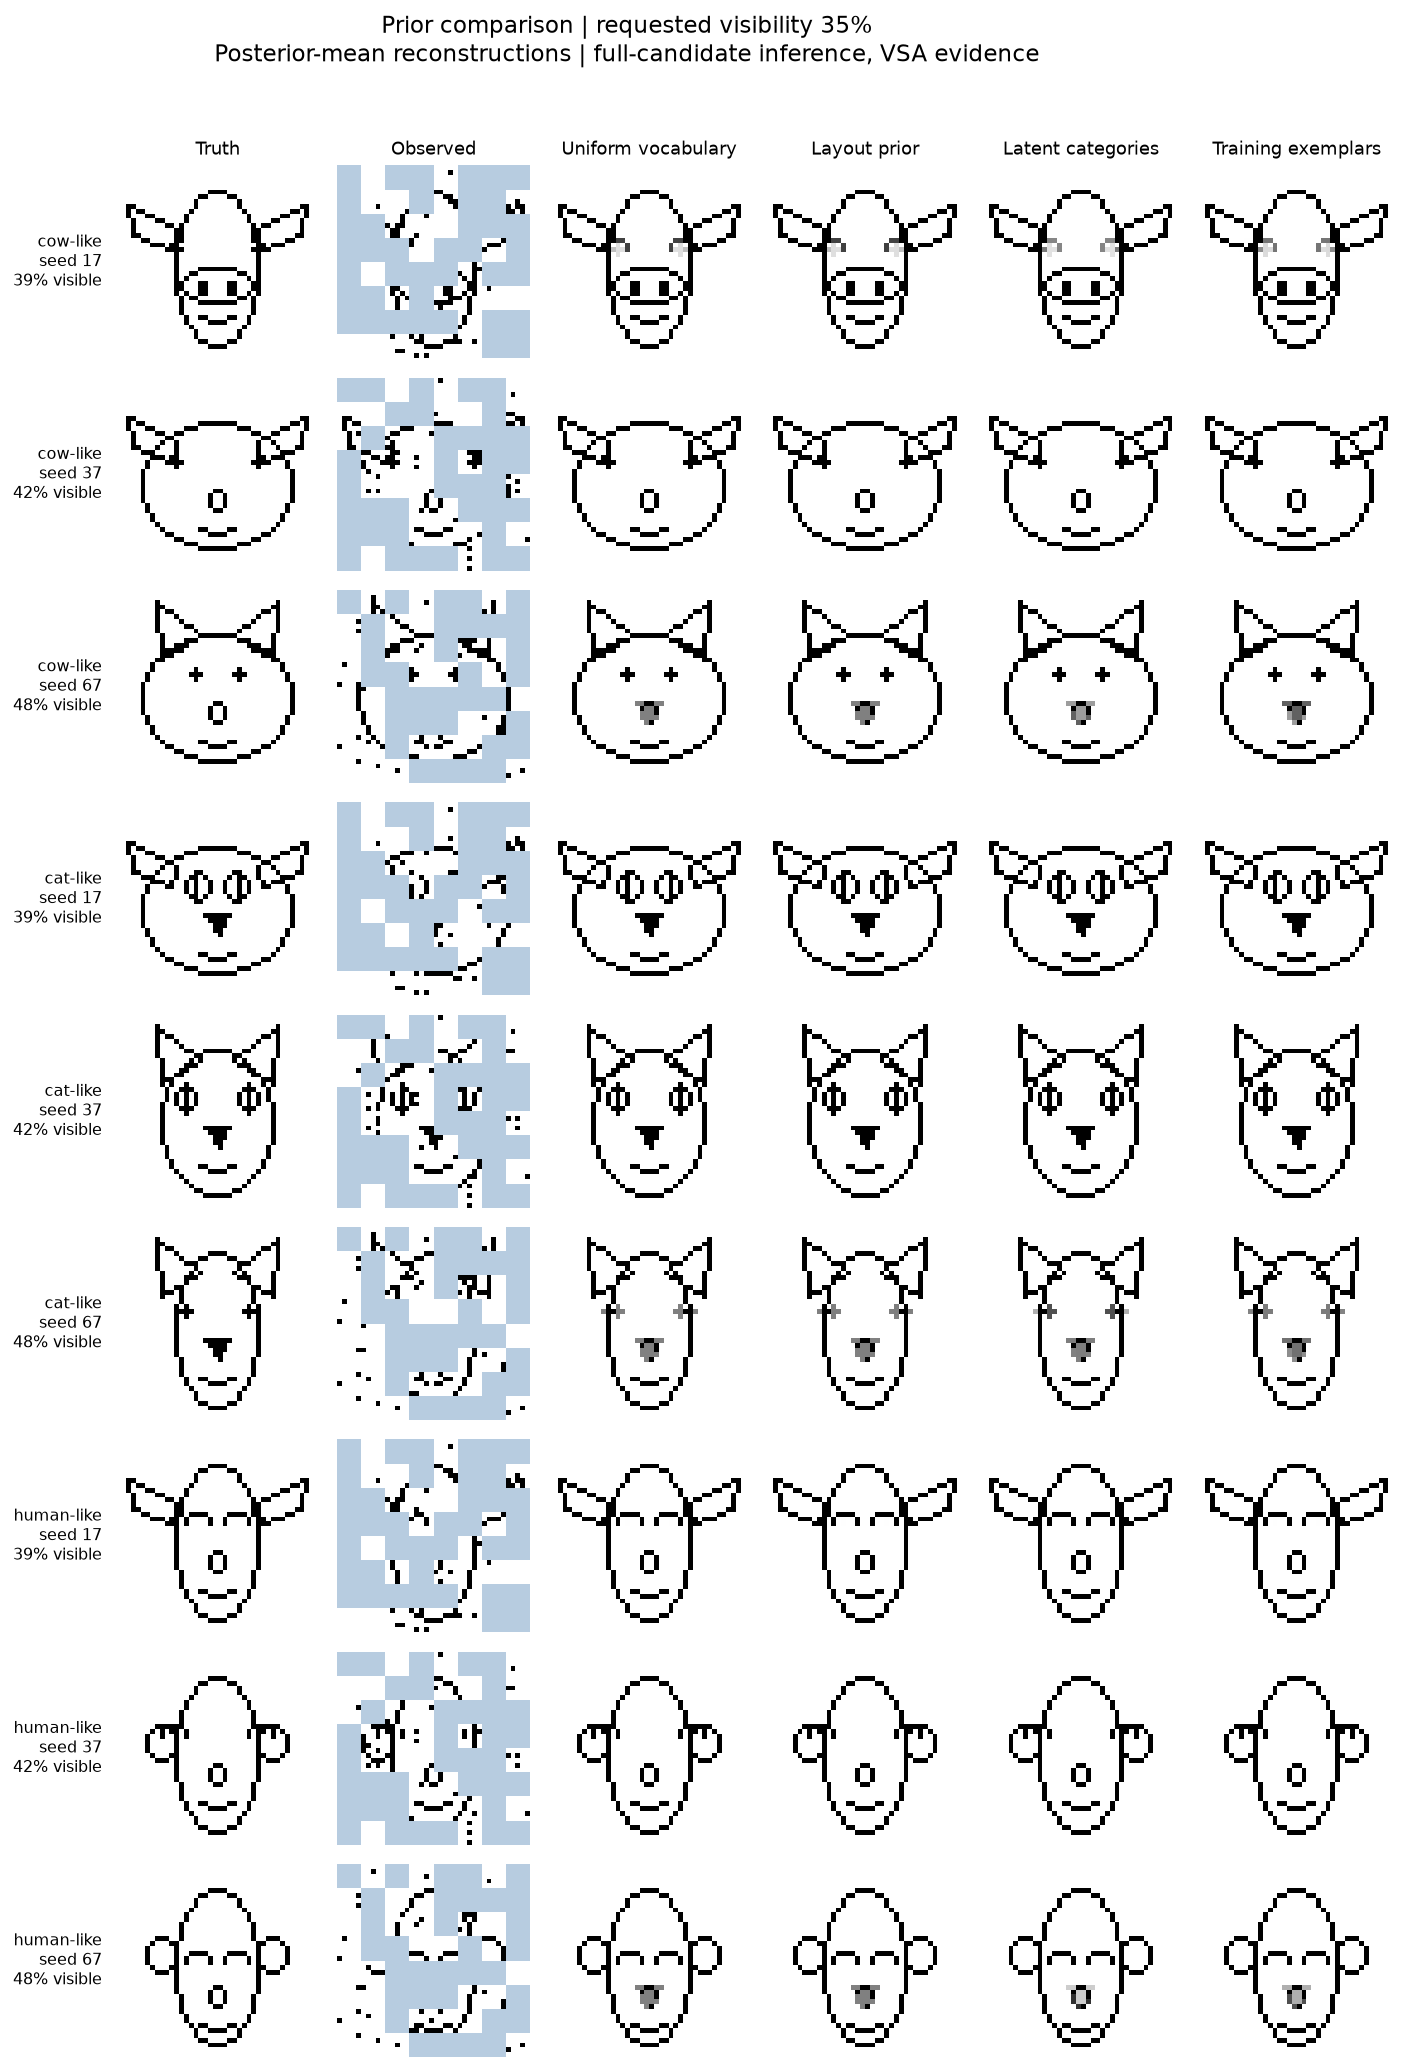 Prior comparison | requested visibility 35%
Posterior-mean reconstructions | full-candidate inference, VSA evidence
Truth
Observed
Uniform vocabulary
Layout prior
Latent categories
Training exemplars
cow-like
seed 17
39% visible
cow-like
seed 37
42% visible
cow-like
seed 67
48% visible
cat-like
seed 17
39% visible
cat-like
seed 37
42% visible
cat-like
seed 67
48% visible
human-like
seed 17
39% visible
human-like
seed 37
42% visible
human-like
seed 67
48% visible